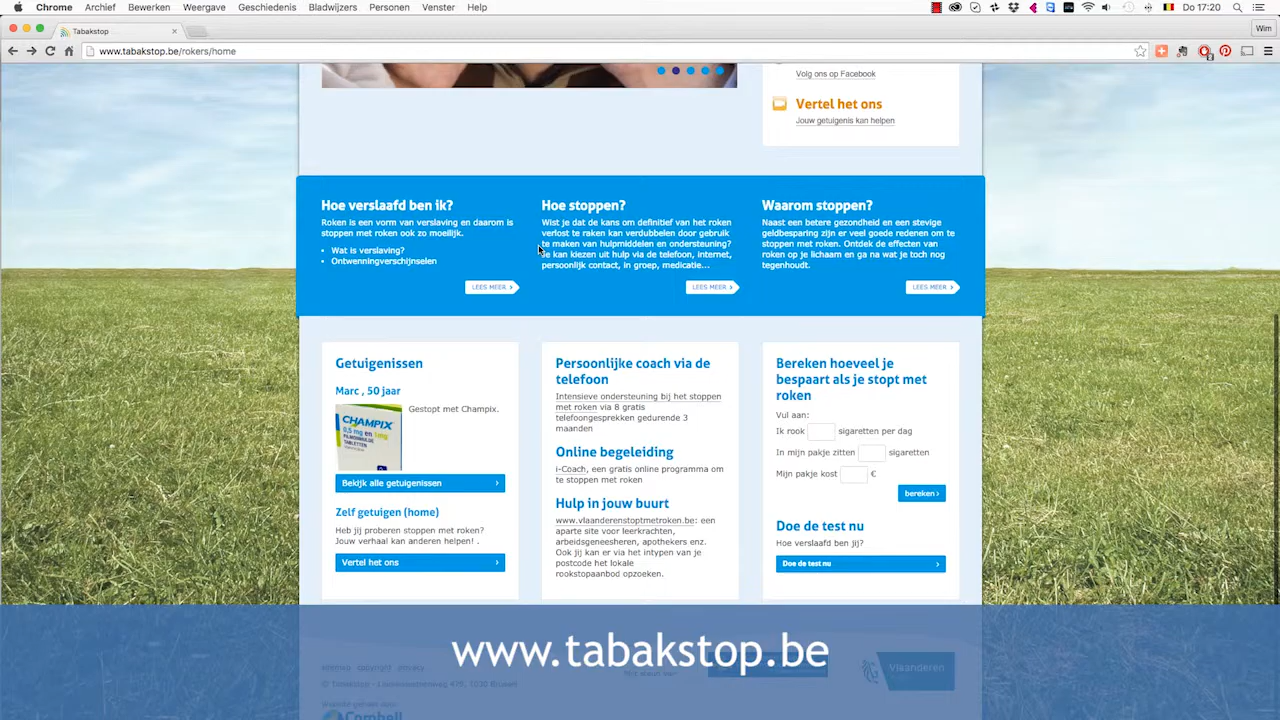 Chrome Archief Bewerken Weergave Geschiedenis Bladwijzers Personen Venster Help
Do 17:20
Tabakstop
Wim
www.tabakstop.be/rokers/home
Volg ons op Facebook
Vertel het ons
Jouw getuigenis kan helpen
Hoe verslaafd ben ik?
Roken is een vorm van verslaving en daarom is
stoppen met roken ook zo moeilijk.
• Wat is verslaving?
• Ontwenningverschijnselen
LEES MEER
Hoe stoppen?
Wist je dat de kans om definitief van het roken
verlost te raken kan verdubbelen door gebruik
te maken van hulpmiddelen en ondersteuning?
Je kan kiezen uit hulp via de telefoon, internet,
persoonlijk contact, in groep, medicatie...
LEES MEER
Waarom stoppen?
Naast een betere gezondheid en een stevige
geldbesparing zijn er veel goede redenen om te
stoppen met roken. Ontdek de effecten van
roken op je lichaam en ga na wat je toch nog
tegenhoudt.
LEES MEER
Getuigenissen
Marc , 50 jaar
Gestopt met Champix.
CHAMPIX
0,5 mg en 1 mg
Bekijk alle getuigenissen
Zelf getuigen (home)
Heb jij proberen stoppen met roken?
Jouw verhaal kan anderen helpen! .
Vertel het ons
Persoonlijke coach via de
telefoon
Intensieve ondersteuning bij het stoppen
met roken via 8 gratis
telefoongesprekken gedurende 3
maanden
Online begeleiding
i-Coach, een gratis online programma om
te stoppen met roken
Hulp in jouw buurt
www.vlaanderenstoptmetroken.be: een
aparte site voor leerkrachten,
arbeidsgeneesheren, apothekers enz.
Ook jij kan er via het intypen van je
postcode het lokale
rookstopaanbod opzoeken.
Bereken hoeveel je
bespaart als je stopt met
roken
Vul aan:
Ik rook sigaretten per dag
In mijn pakje zitten sigaretten
Mijn pakje kost €
bereken
Doe de test nu
Hoe verslaafd ben jij?
Doe de test nu
www.tabakstop.be
sitemap copyright privacy
Vlaanderen
Combell